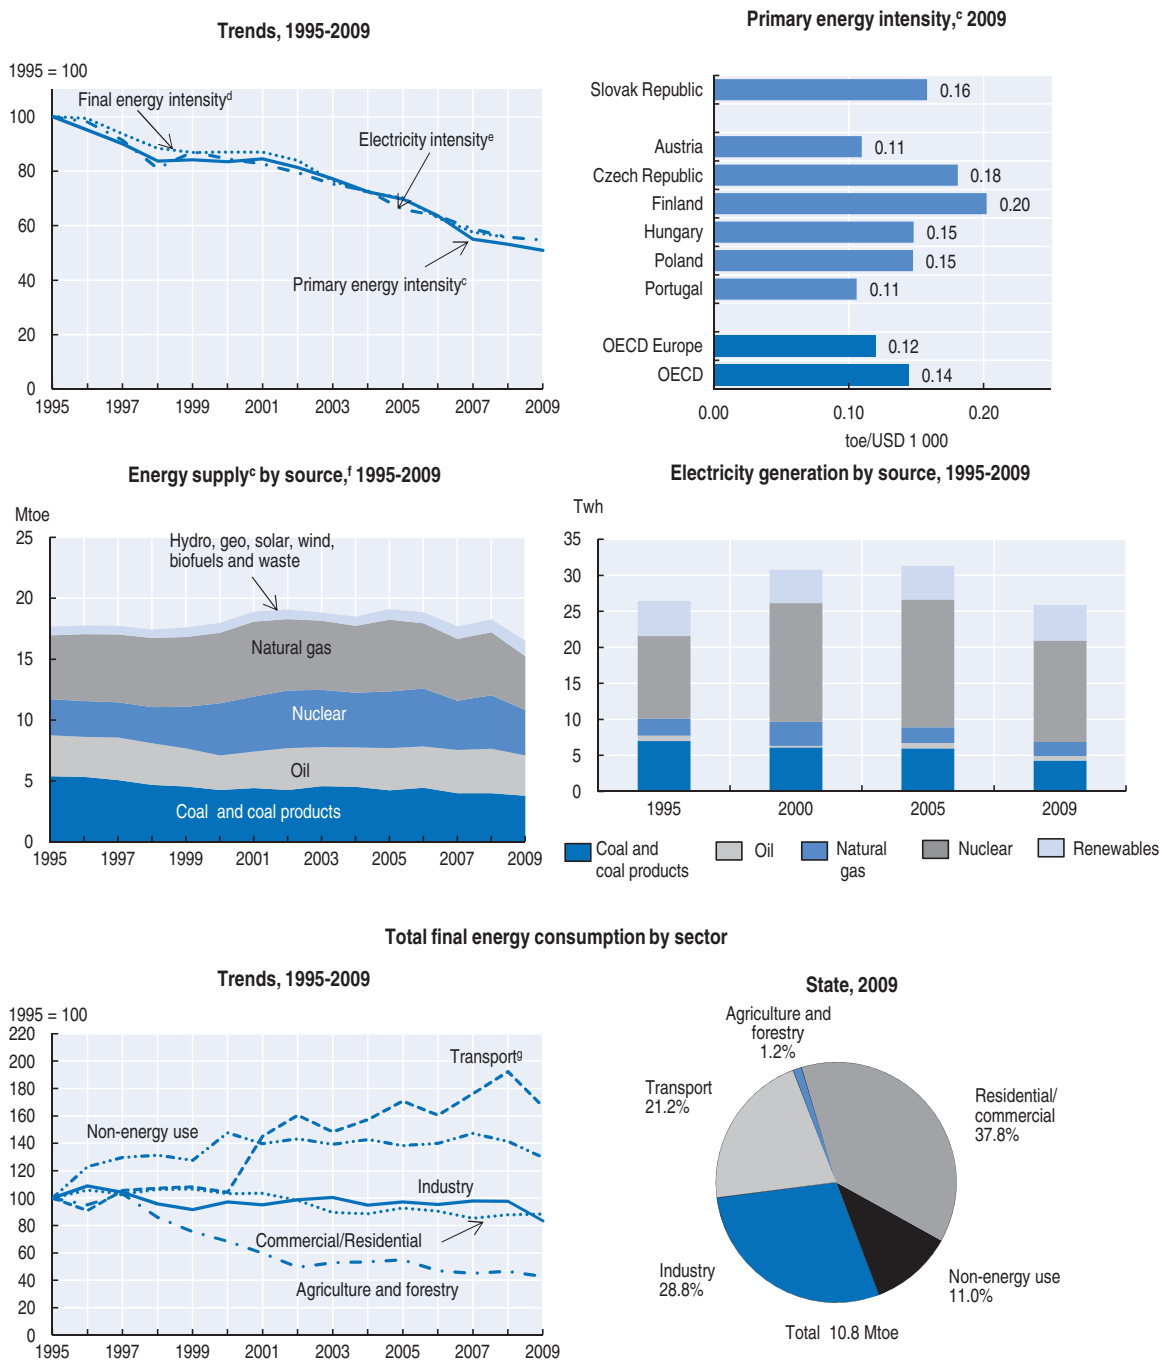 Trends, 1995-2009
1995 = 100
100
80
60
40
20
0
Final energy intensityᵈ
Electricity intensityᵉ
Primary energy intensityᶜ
1995 1997 1999 2001 2003 2005 2007 2009
Primary energy intensity,ᶜ 2009
Slovak Republic 0.16
Austria 0.11
Czech Republic 0.18
Finland 0.20
Hungary 0.15
Poland 0.15
Portugal 0.11
OECD Europe 0.12
OECD 0.14
0.00 0.10 0.20
toe/USD 1 000
Energy supplyᶜ by source,ᶠ 1995-2009
Mtoe
25
20
15
10
5
0
Hydro, geo, solar, wind,
biofuels and waste
Natural gas
Nuclear
Oil
Coal and coal products
1995 1997 1999 2001 2003 2005 2007 2009
Electricity generation by source, 1995-2009
Twh
35
30
25
20
15
10
5
0
1995 2000 2005 2009
Coal and
coal products
Oil
Natural
gas
Nuclear
Renewables
Total final energy consumption by sector
Trends, 1995-2009
1995 = 100
220
200
180
160
140
120
100
80
60
40
20
0
Transportᵍ
Non-energy use
Industry
Commercial/Residential
Agriculture and forestry
1995 1997 1999 2001 2003 2005 2007 2009
State, 2009
Agriculture and
forestry
1.2%
Transport
21.2%
Residential/
commercial
37.8%
Industry
28.8%
Non-energy use
11.0%
Total 10.8 Mtoe